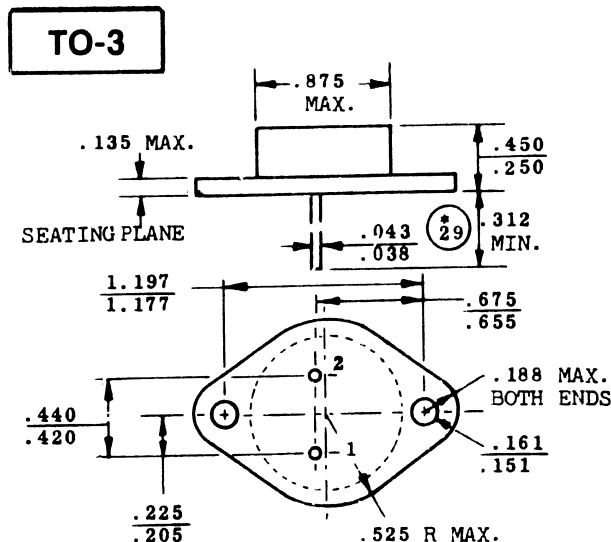 TO-3
.875
MAX.
.135 MAX.
.450
.250
SEATING PLANE
.043
.038
*
29
.312
MIN.
1.197
1.177
.675
.655
2
.188 MAX.
BOTH ENDS
.440
.420
1
.161
.151
.225
.205
.525 R MAX.